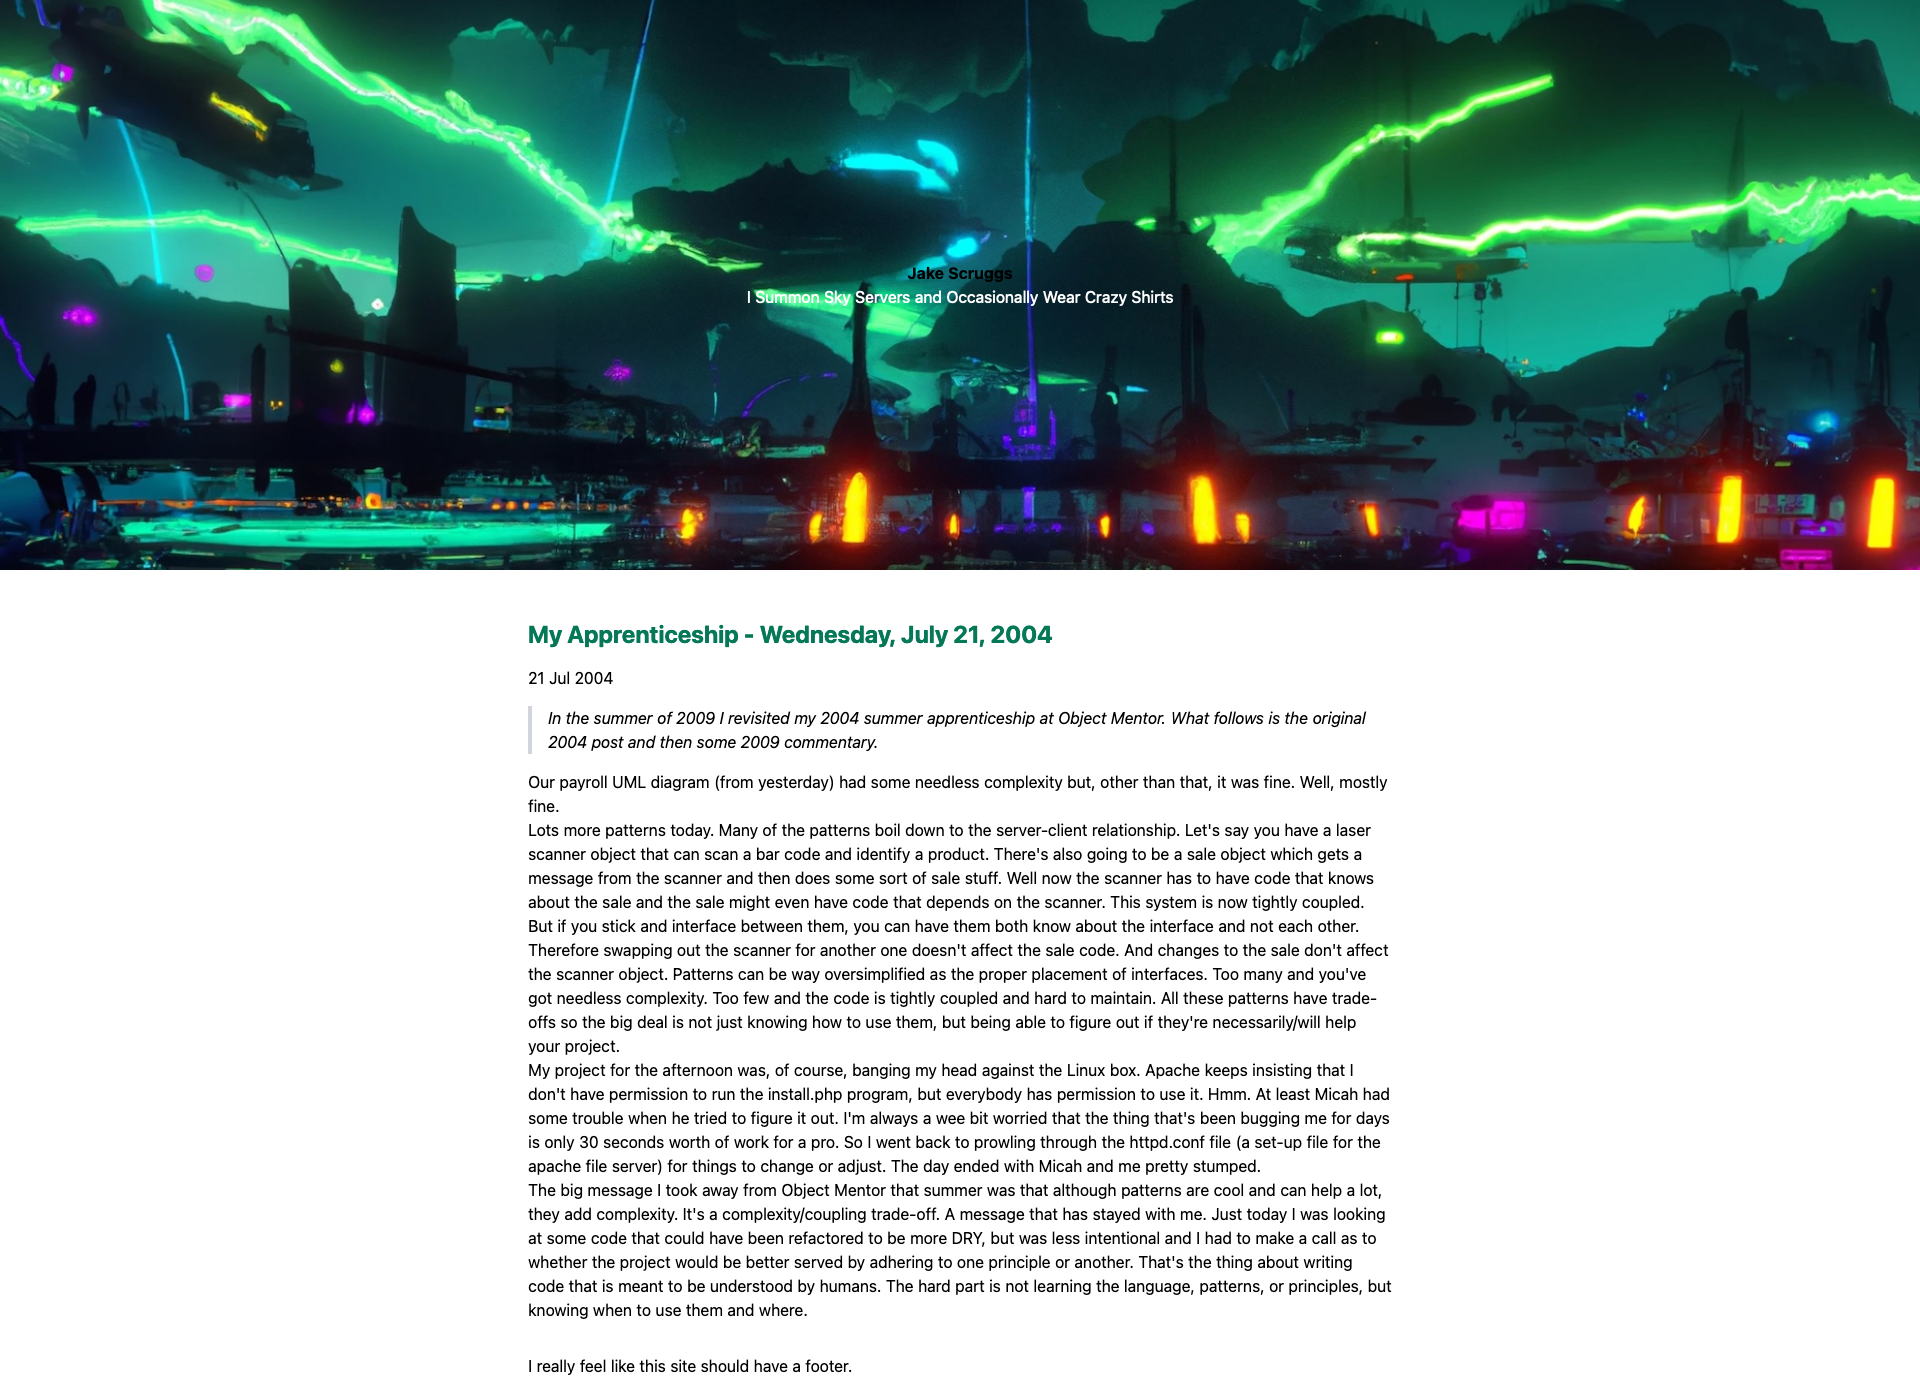 Jake Scruggs
I Summon Sky Servers and Occasionally Wear Crazy Shirts
My Apprenticeship - Wednesday, July 21, 2004
21 Jul 2004
In the summer of 2009 I revisited my 2004 summer apprenticeship at Object Mentor. What follows is the original
2004 post and then some 2009 commentary.
Our payroll UML diagram (from yesterday) had some needless complexity but, other than that, it was fine. Well, mostly
fine.
Lots more patterns today. Many of the patterns boil down to the server-client relationship. Let's say you have a laser
scanner object that can scan a bar code and identify a product. There's also going to be a sale object which gets a
message from the scanner and then does some sort of sale stuff. Well now the scanner has to have code that knows
about the sale and the sale might even have code that depends on the scanner. This system is now tightly coupled.
But if you stick and interface between them, you can have them both know about the interface and not each other.
Therefore swapping out the scanner for another one doesn't affect the sale code. And changes to the sale don't affect
the scanner object. Patterns can be way oversimplified as the proper placement of interfaces. Too many and you've
got needless complexity. Too few and the code is tightly coupled and hard to maintain. All these patterns have trade-
offs so the big deal is not just knowing how to use them, but being able to figure out if they're necessarily/will help
your project.
My project for the afternoon was, of course, banging my head against the Linux box. Apache keeps insisting that I
don't have permission to run the install.php program, but everybody has permission to use it. Hmm. At least Micah had
some trouble when he tried to figure it out. I'm always a wee bit worried that the thing that's been bugging me for days
is only 30 seconds worth of work for a pro. So I went back to prowling through the httpd.conf file (a set-up file for the
apache file server) for things to change or adjust. The day ended with Micah and me pretty stumped.
The big message I took away from Object Mentor that summer was that although patterns are cool and can help a lot,
they add complexity. It's a complexity/coupling trade-off. A message that has stayed with me. Just today I was looking
at some code that could have been refactored to be more DRY, but was less intentional and I had to make a call as to
whether the project would be better served by adhering to one principle or another. That's the thing about writing
code that is meant to be understood by humans. The hard part is not learning the language, patterns, or principles, but
knowing when to use them and where.
I really feel like this site should have a footer.